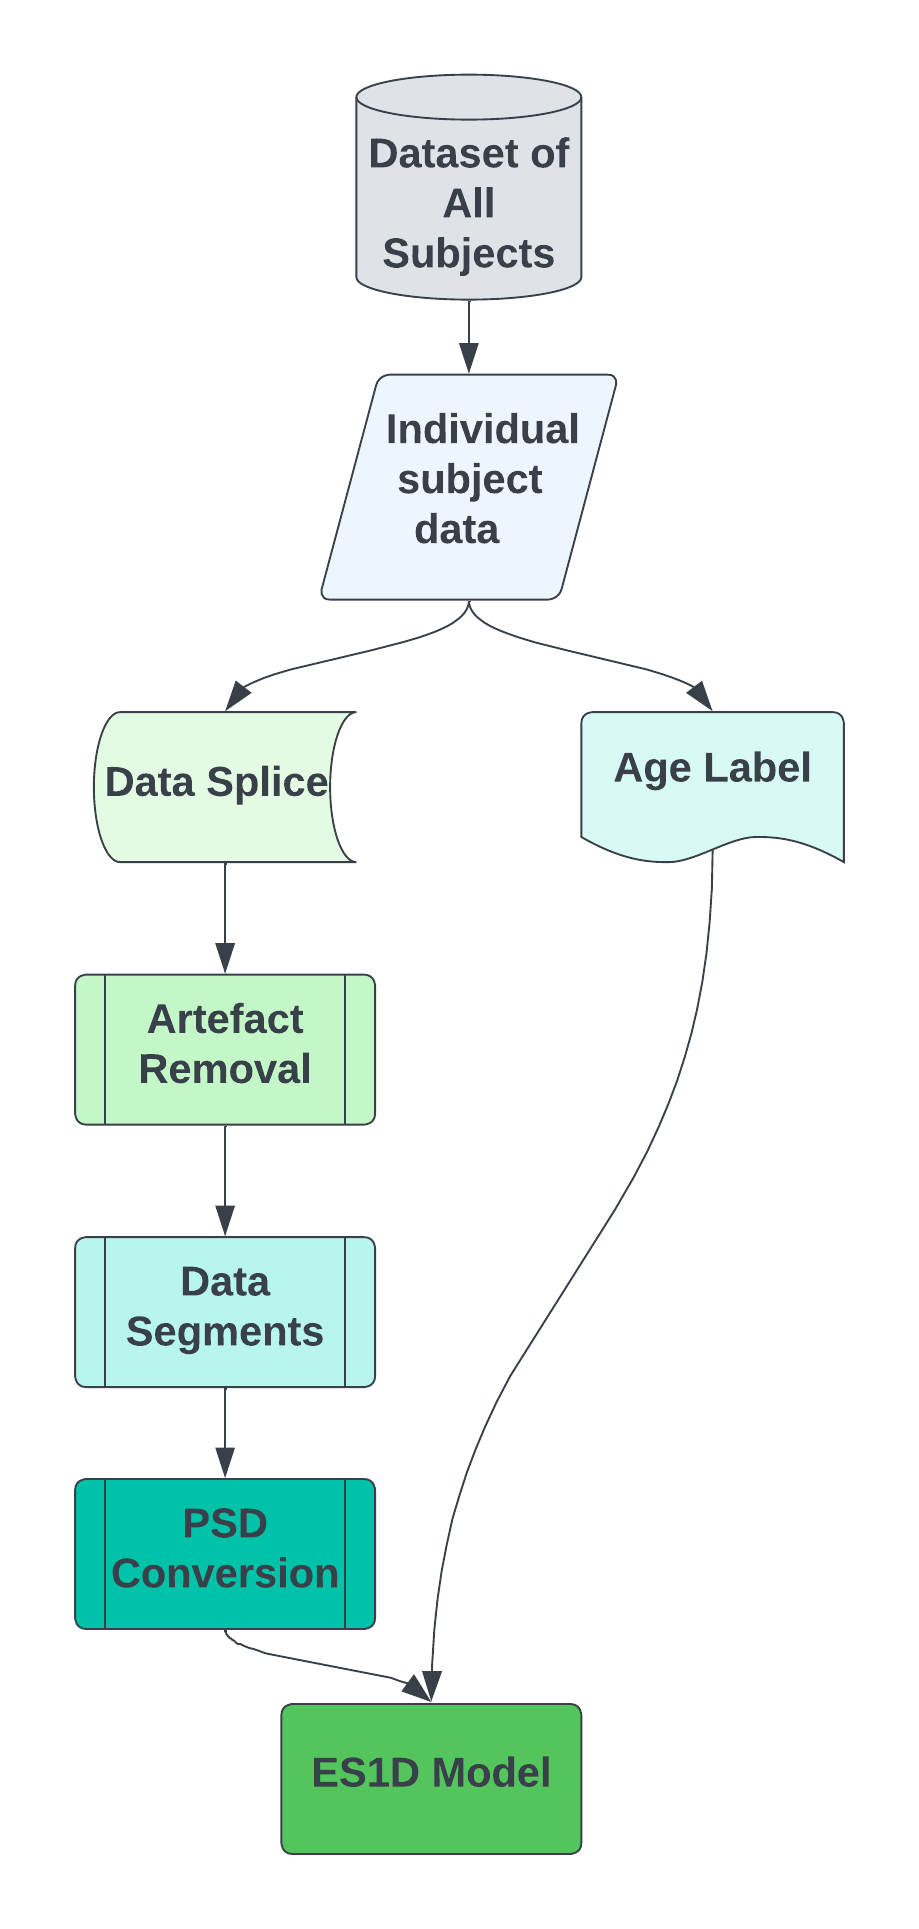 Dataset of
All
Subjects
Individual
subject
data
Data Splice
Age Label
Artefact
Removal
Data
Segments
PSD
Conversion
ES1D Model